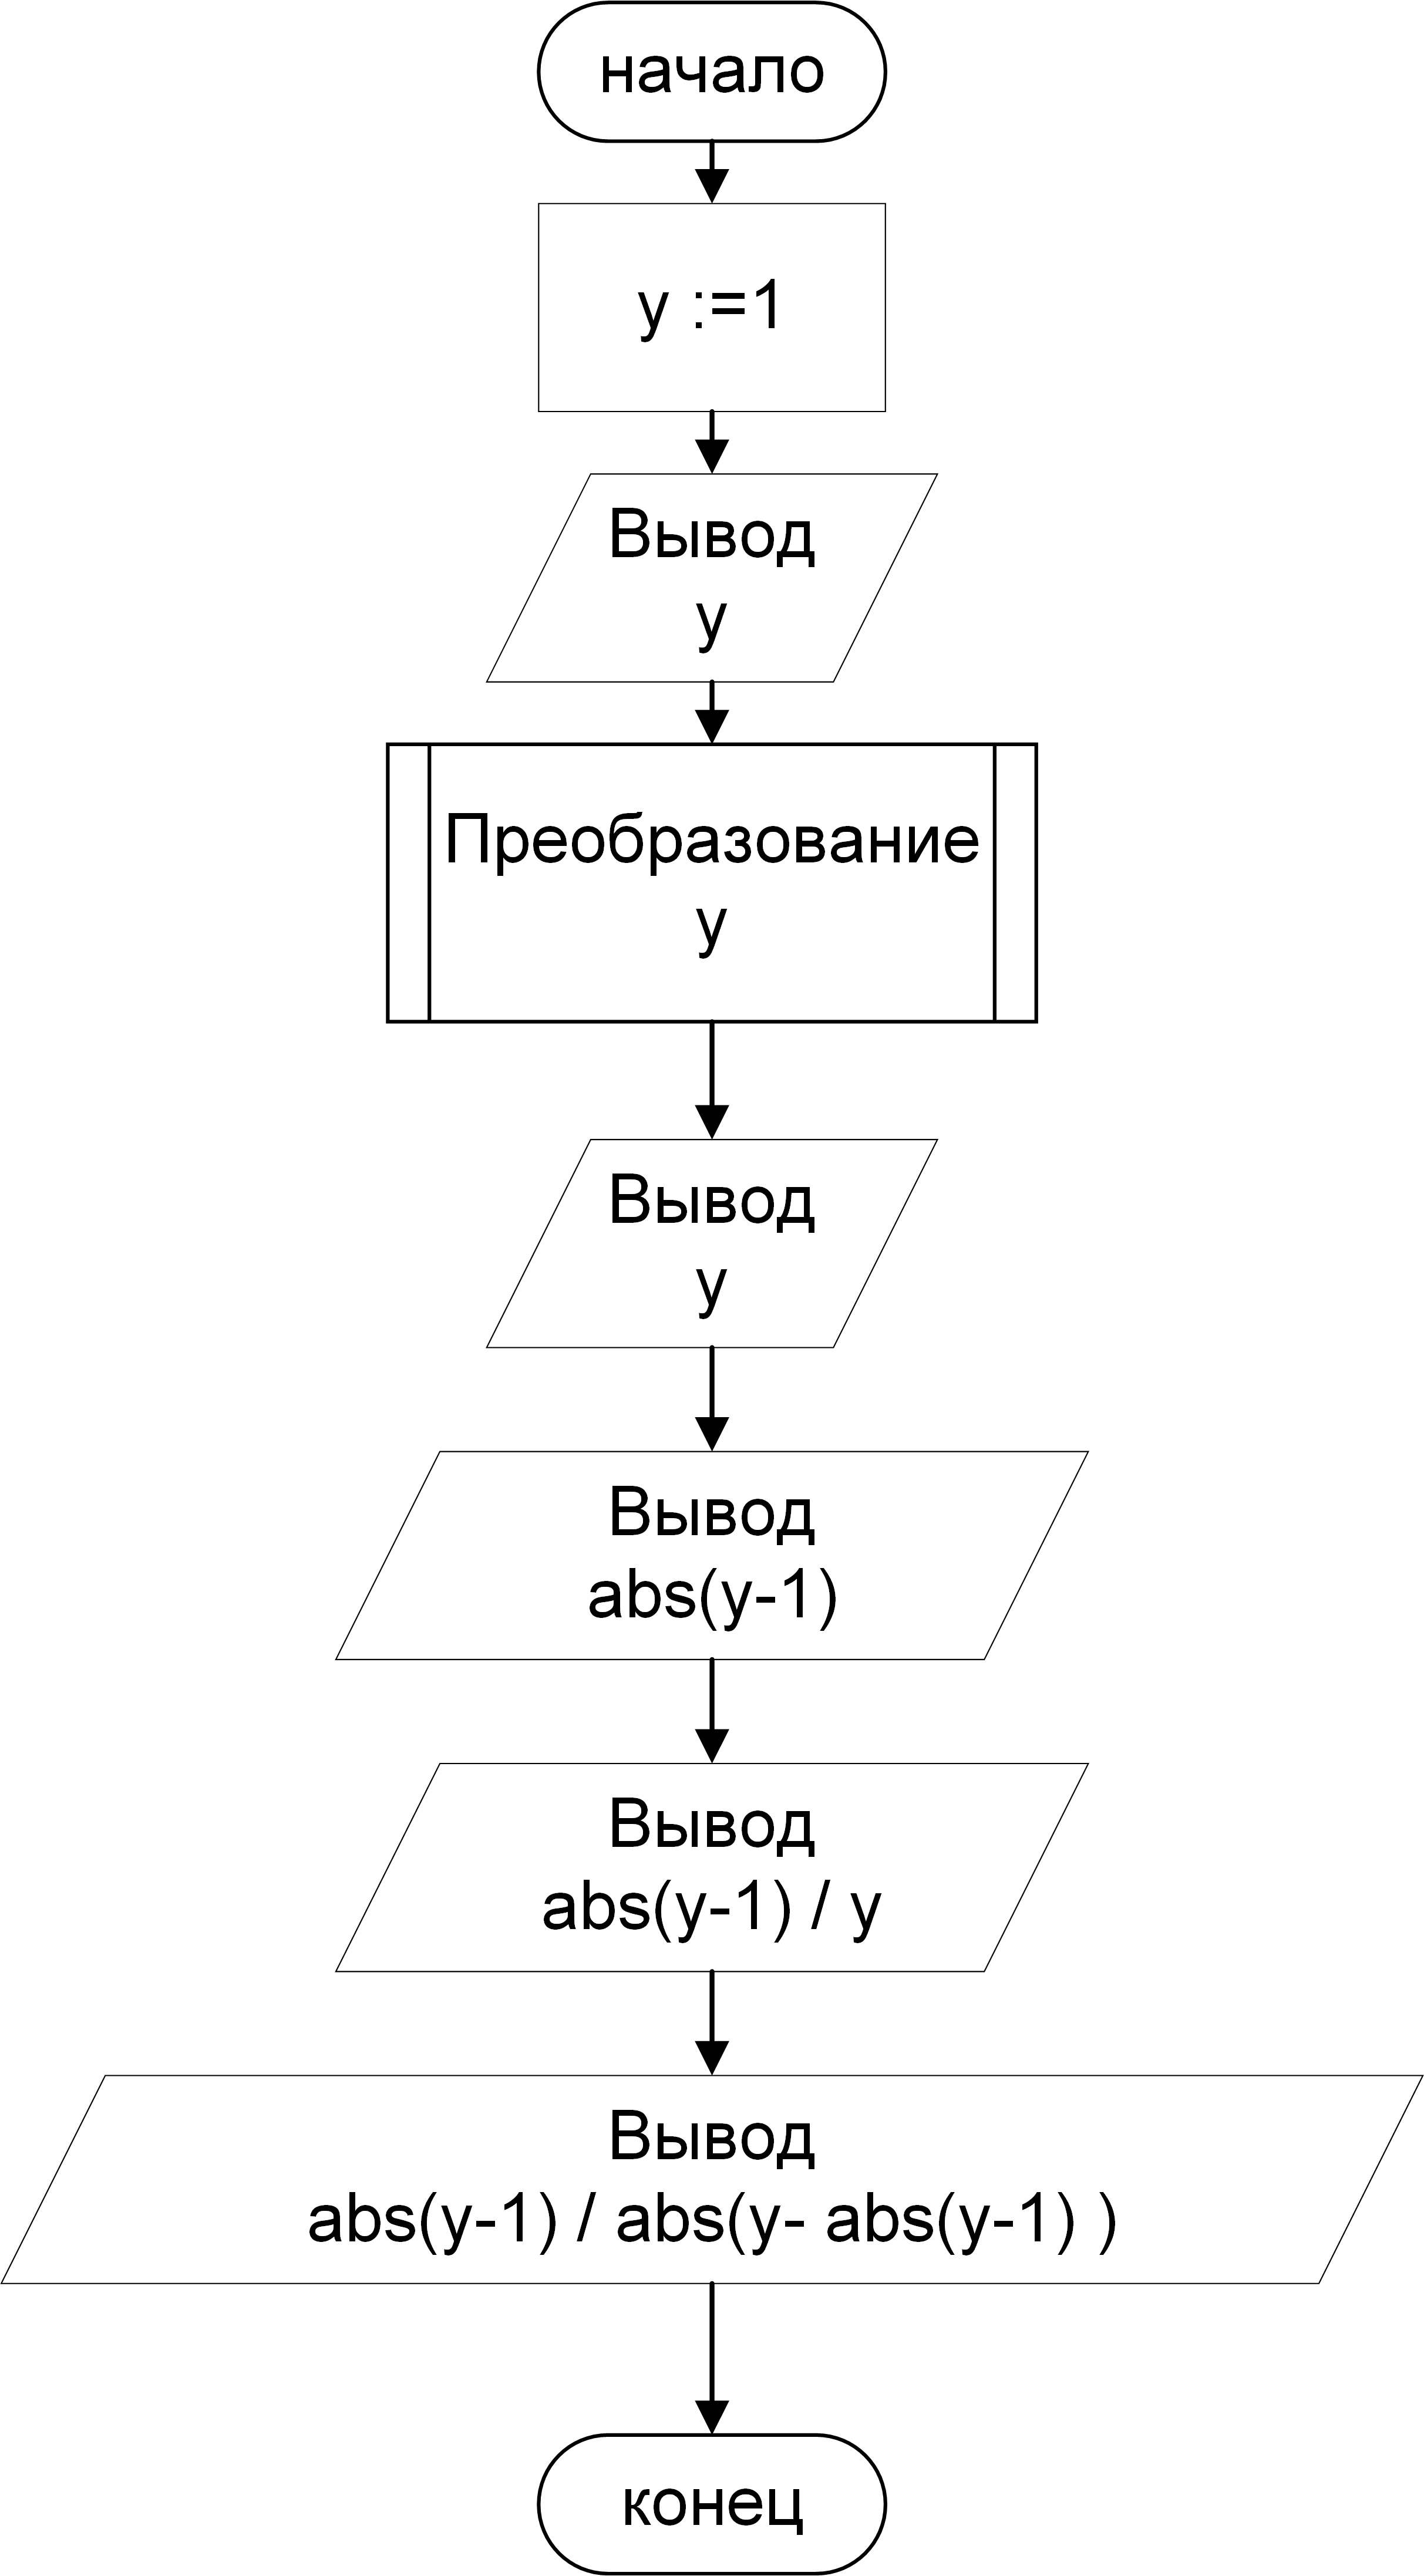 начало
y :=1
Вывод
y
Преобразование
y
Вывод
y
Вывод
abs(y-1)
Вывод
abs(y-1) / y
Вывод
abs(y-1) / abs(y- abs(y-1) )
конец